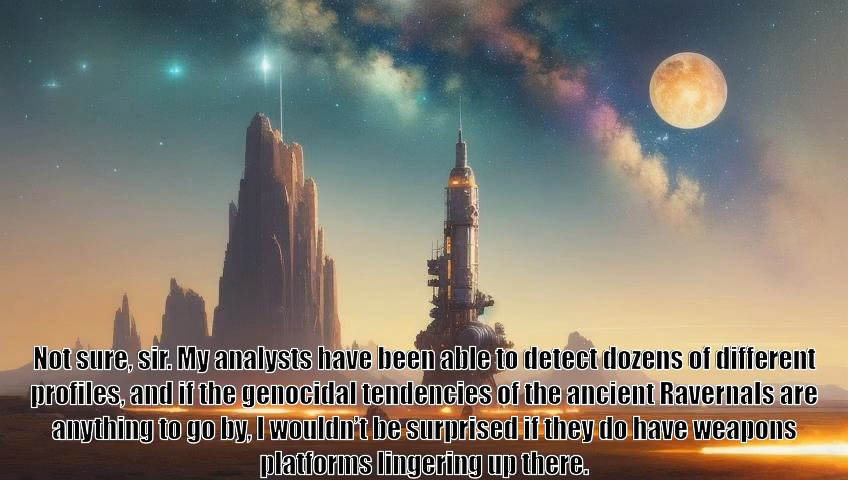 Not sure, sir. My analysts have been able to detect dozens of different
profiles, and if the genocidal tendencies of the ancient Ravernals are
anything to go by, I wouldn't be surprised if they do have weapons
platforms lingering up there.